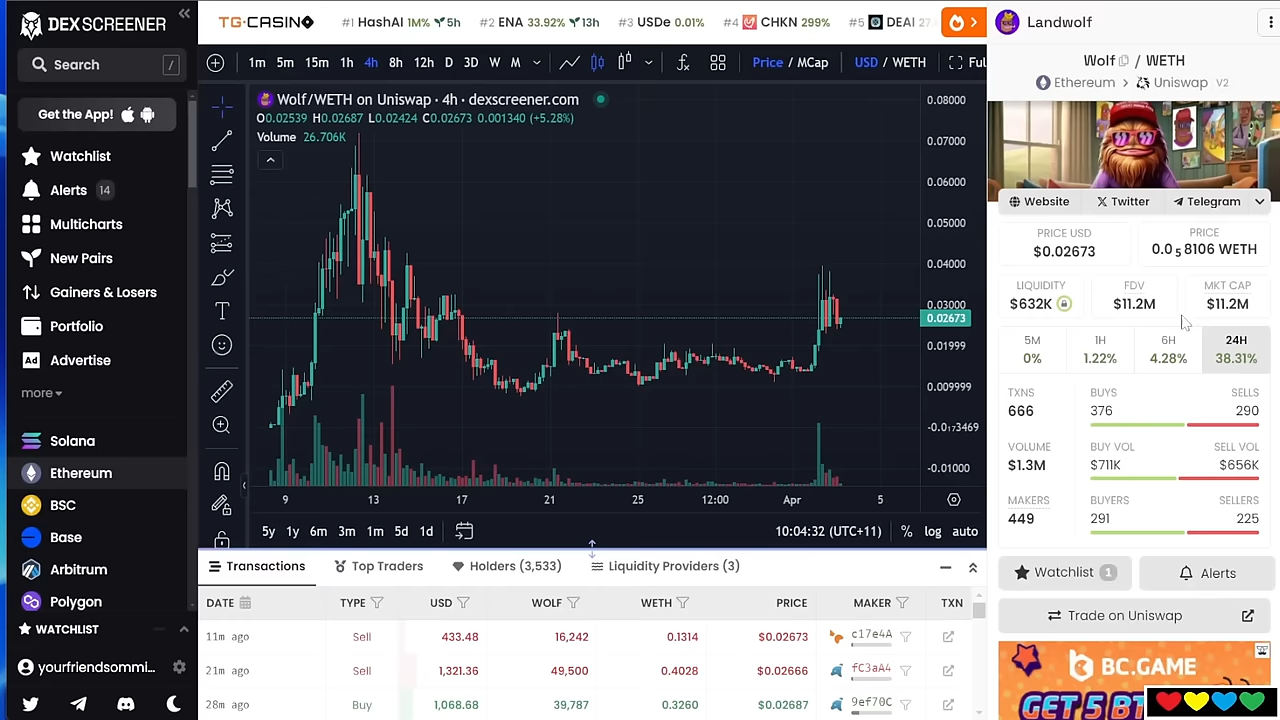 DEXSCREENER
Search /
Get the App!
Watchlist
Alerts 14
Multicharts
New Pairs
Gainers & Losers
Portfolio
Ad Advertise
more
Solana
Ethereum
BSC
Base
Arbitrum
Polygon
WATCHLIST
yourfriendsommi...
TG.CASINO
#1 HashAI 1M% 5h #2 ENA 33.92% 13h #3 USDe 0.01% #4 CHKN 299% #5 DEAI 27.
1m 5m 15m 1h 4h 8h 12h D 3D W M Price / MCap USD / WETH Ful
Wolf/WETH on Uniswap · 4h · dexscreener.com
O0.02539 H0.02687 L0.02424 C0.02673 0.001340 (+5.28%)
Volume 26.706K
0.08000
0.07000
0.06000
0.05000
0.04000
0.03000
0.02673
0.01999
0.009999
-0.0₁₇3469
-0.01000
9 13 17 21 25 12:00 Apr 5
5y 1y 6m 3m 1m 5d 1d 10:04:32 (UTC+11) % log auto
Transactions Top Traders Holders (3,533) Liquidity Providers (3)
DATE TYPE USD WOLF WETH PRICE MAKER TXN
11m ago Sell 433.48 16,242 0.1314 $0.02673 c17e4A
21m ago Sell 1,321.36 49,500 0.4028 $0.02666 fC3aA4
28m ago Buy 1,068.68 39,787 0.3260 $0.02687 9ef70C
Landwolf
Wolf / WETH
Ethereum > Uniswap V2
Website Twitter Telegram
PRICE USD PRICE
$0.02673 0.0₅8106 WETH
LIQUIDITY FDV MKT CAP
$632K $11.2M $11.2M
5M 1H 6H 24H
0% 1.22% 4.28% 38.31%
TXNS BUYS SELLS
666 376 290
VOLUME BUY VOL SELL VOL
$1.3M $711K $656K
MAKERS BUYERS SELLERS
449 291 225
Watchlist 1 Alerts
Trade on Uniswap
BC.GAME
GET 5 BT